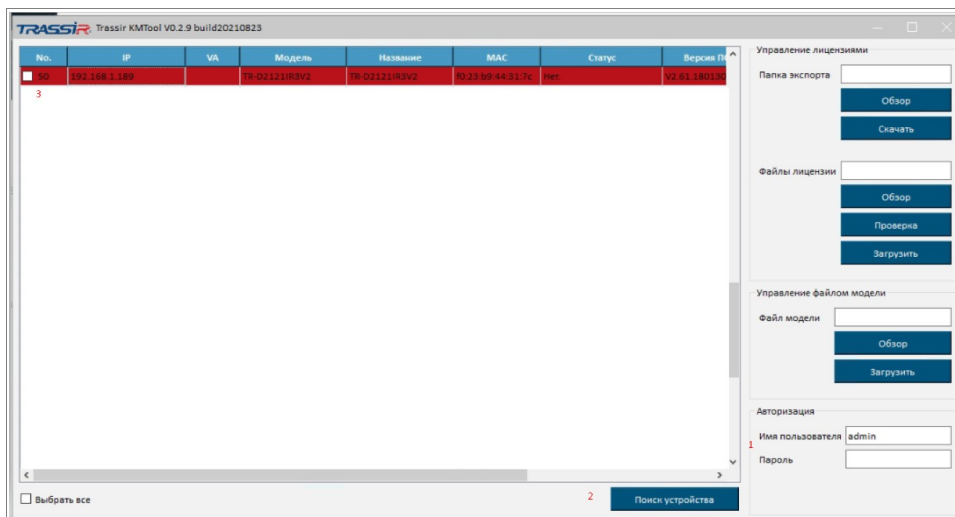 TRASSIR Trassir KMTool V0.2.9 build20210823
No. IP VA Модель Название MAC Статус Версия ПО
50 192.168.1.189 TR-D2121IR3V2 TR-D2121IR3V2 f0:23:b9:44:31:7c Нет V2.61.180130
3
Управление лицензиями
Папка экспорта
Обзор
Скачать
Файлы лицензии
Обзор
Проверка
Загрузить
Управление файлом модели
Файл модели
Обзор
Загрузить
Авторизация
Имя пользователя admin
1
Пароль
Выбрать все
2 Поиск устройства